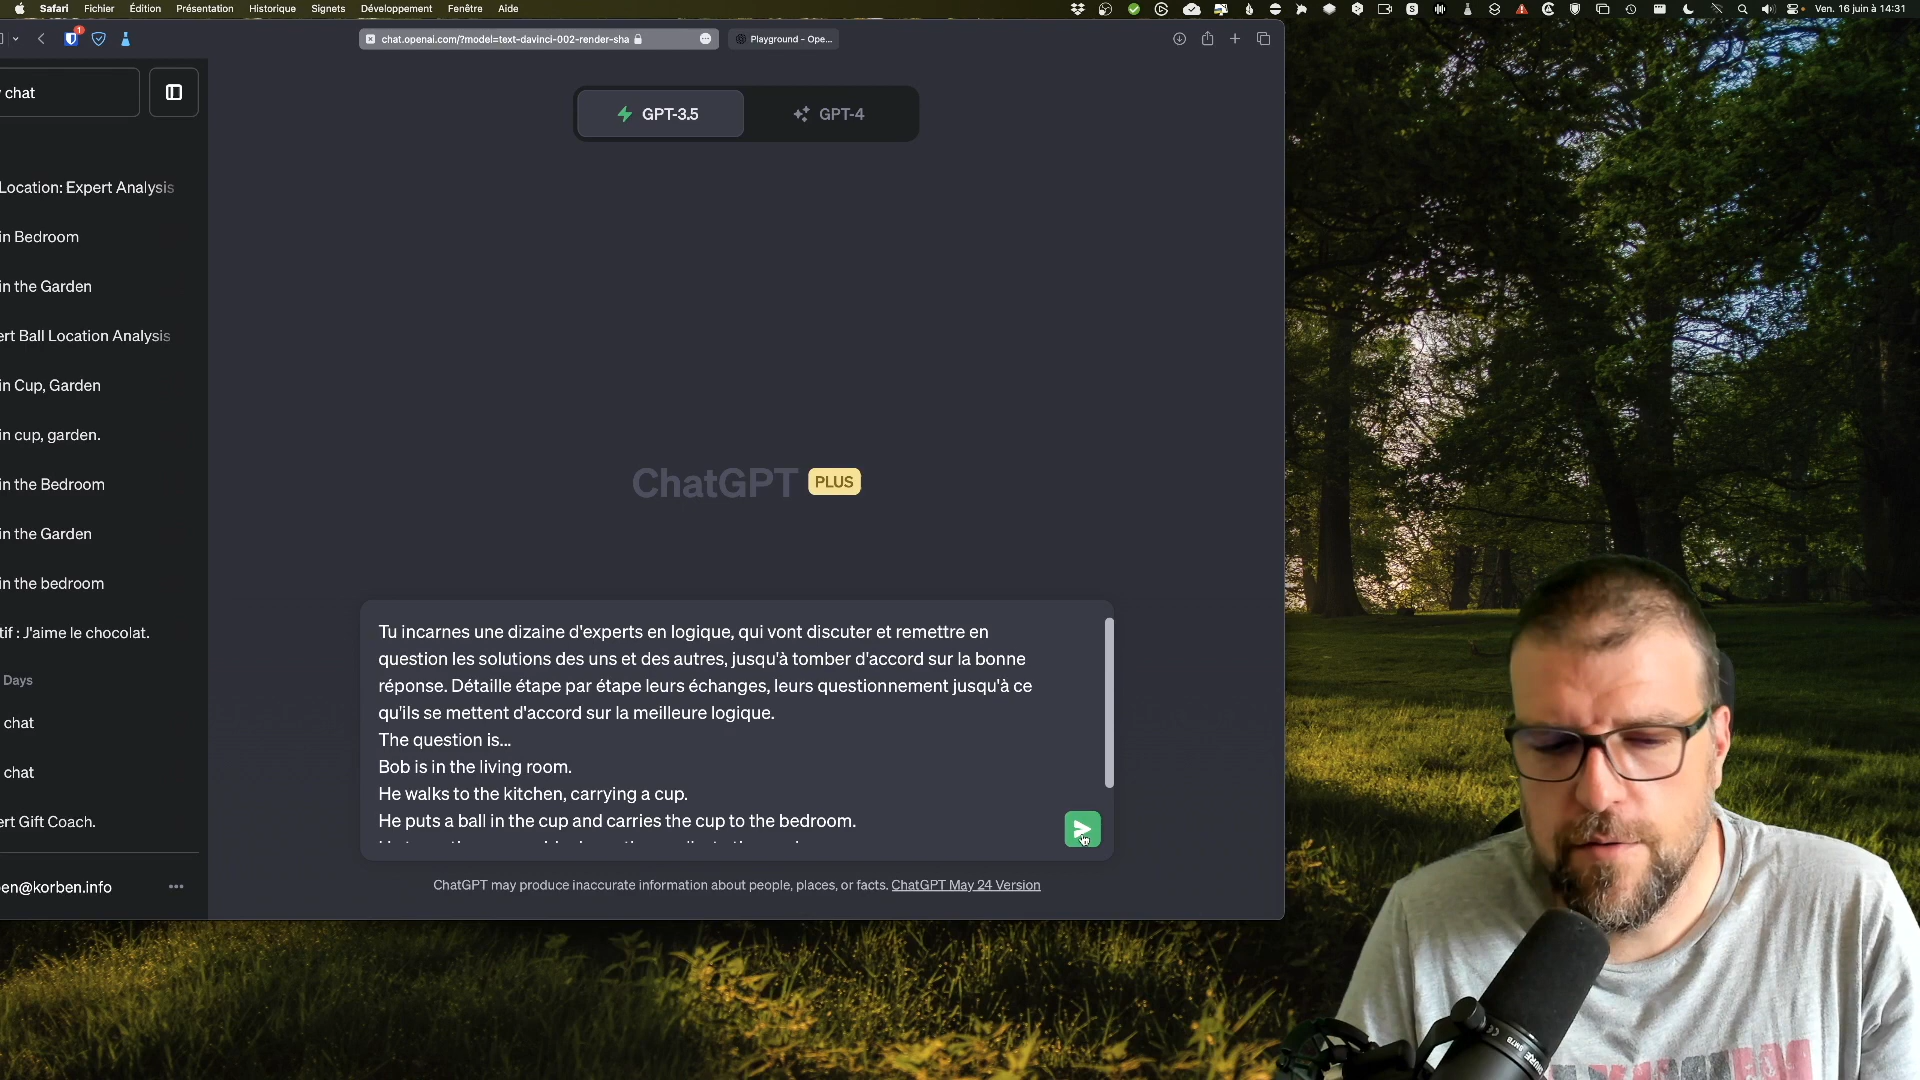 Safari Fichier Édition Présentation Historique Signets Développement Fenêtre Aide
Ven. 16 juin à 14:31
1
chat.openai.com/?model=text-davinci-002-render-sha
Playground - Ope...
chat
GPT-3.5
GPT-4
Location: Expert Analysis
in Bedroom
in the Garden
ert Ball Location Analysis
in Cup, Garden
in cup, garden.
in the Bedroom
in the Garden
in the bedroom
tif : J'aime le chocolat.
Days
chat
chat
ert Gift Coach.
en@korben.info
ChatGPT PLUS
Tu incarnes une dizaine d'experts en logique, qui vont discuter et remettre en
question les solutions des uns et des autres, jusqu'à tomber d'accord sur la bonne
réponse. Détaille étape par étape leurs échanges, leurs questionnement jusqu'à ce
qu'ils se mettent d'accord sur la meilleure logique.
The question is...
Bob is in the living room.
He walks to the kitchen, carrying a cup.
He puts a ball in the cup and carries the cup to the bedroom.
ChatGPT may produce inaccurate information about people, places, or facts. ChatGPT May 24 Version
SM7B
SHURE